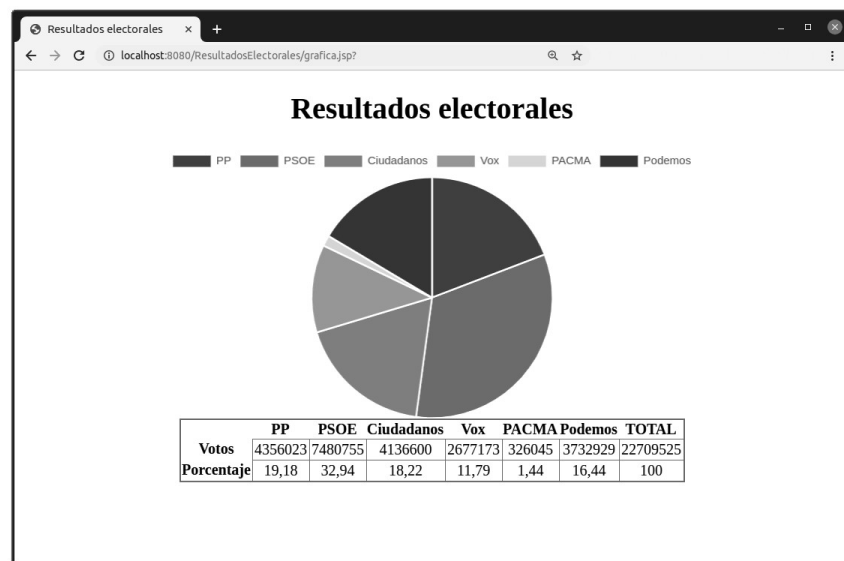 Resultados electorales
localhost:8080/ResultadosElectorales/grafica.jsp?
Resultados electorales
PP PSOE Ciudadanos Vox PACMA Podemos
PP PSOE Ciudadanos Vox PACMA Podemos TOTAL
Votos 4356023 7480755 4136600 2677173 326045 3732929 22709525
Porcentaje 19,18 32,94 18,22 11,79 1,44 16,44 100